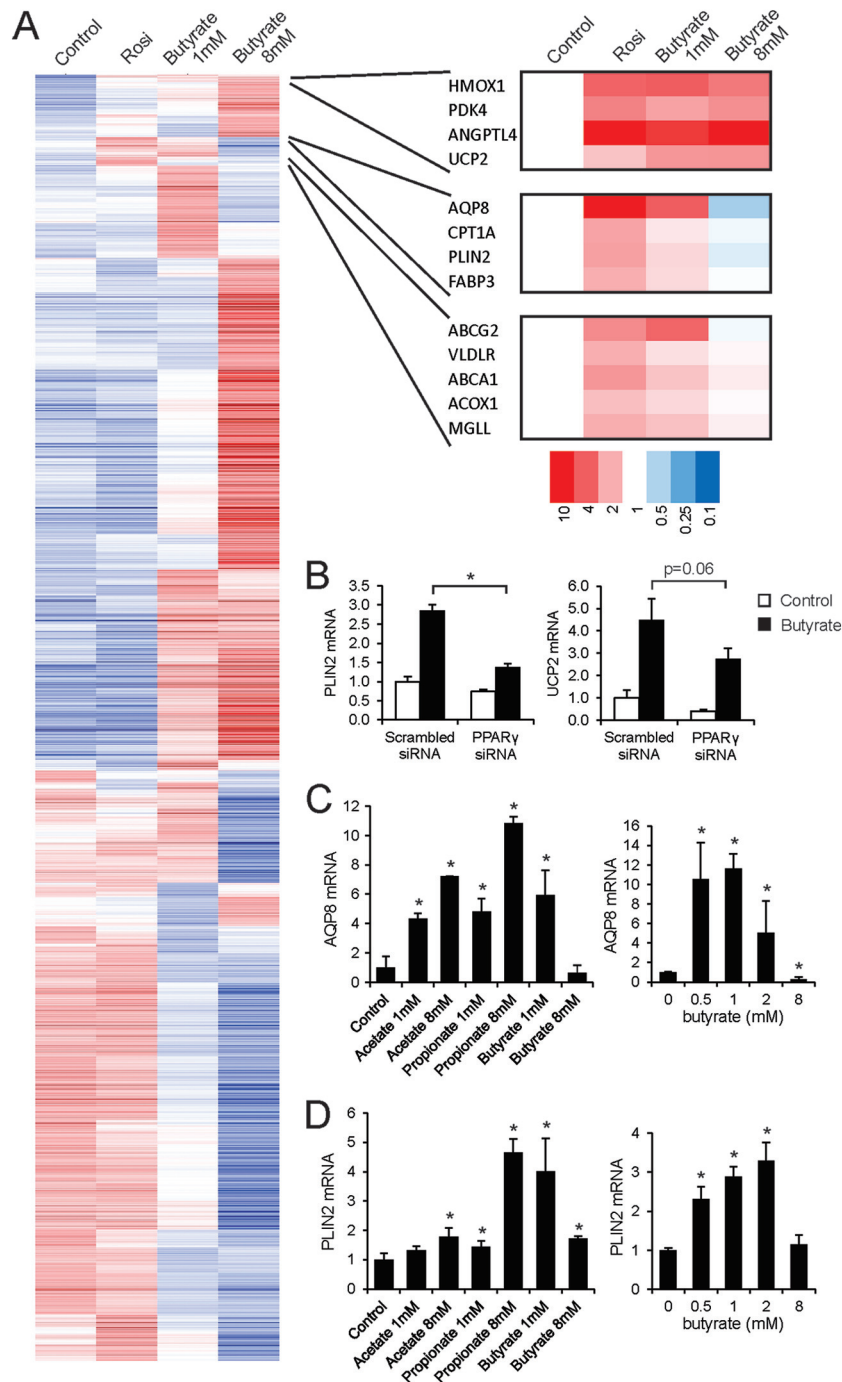 A
Control
Rosi
Butyrate
1mM
Butyrate
8mM
Control
Rosi
Butyrate
1mM
Butyrate
8mM
HMOX1
PDK4
ANGPTL4
UCP2
AQP8
CPT1A
PLIN2
FABP3
ABCG2
VLDLR
ABCA1
ACOX1
MGLL
10
4
2
1
0.5
0.25
0.1
B
PLIN2 mRNA
3.5
3.0
2.5
2.0
1.5
1.0
0.5
0.0
*
Scrambled
siRNA
PPARγ
siRNA
UCP2 mRNA
6.0
5.0
4.0
3.0
2.0
1.0
0.0
p=0.06
Scrambled
siRNA
PPARγ
siRNA
Control
Butyrate
C
AQP8 mRNA
12
10
8
6
4
2
0
* * * * *
Control
Acetate 1mM
Acetate 8mM
Propionate 1mM
Propionate 8mM
Butyrate 1mM
Butyrate 8mM
AQP8 mRNA
16
14
12
10
8
6
4
2
0
* * * *
0 0.5 1 2 8
butyrate (mM)
D
PLIN2 mRNA
6
5
4
3
2
1
0
* * * * *
Control
Acetate 1mM
Acetate 8mM
Propionate 1mM
Propionate 8mM
Butyrate 1mM
Butyrate 8mM
PLIN2 mRNA
4
3
2
1
0
* * *
0 0.5 1 2 8
butyrate (mM)